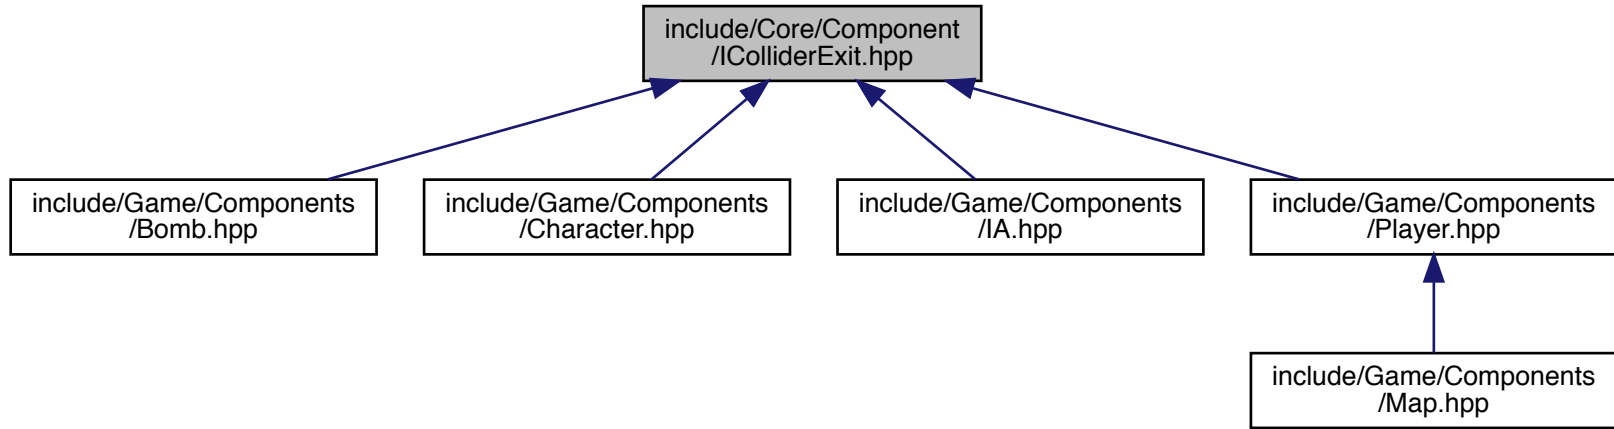 include/Core/Component
/IColliderExit.hpp
include/Game/Components
/Bomb.hpp
include/Game/Components
/Character.hpp
include/Game/Components
/IA.hpp
include/Game/Components
/Player.hpp
include/Game/Components
/Map.hpp